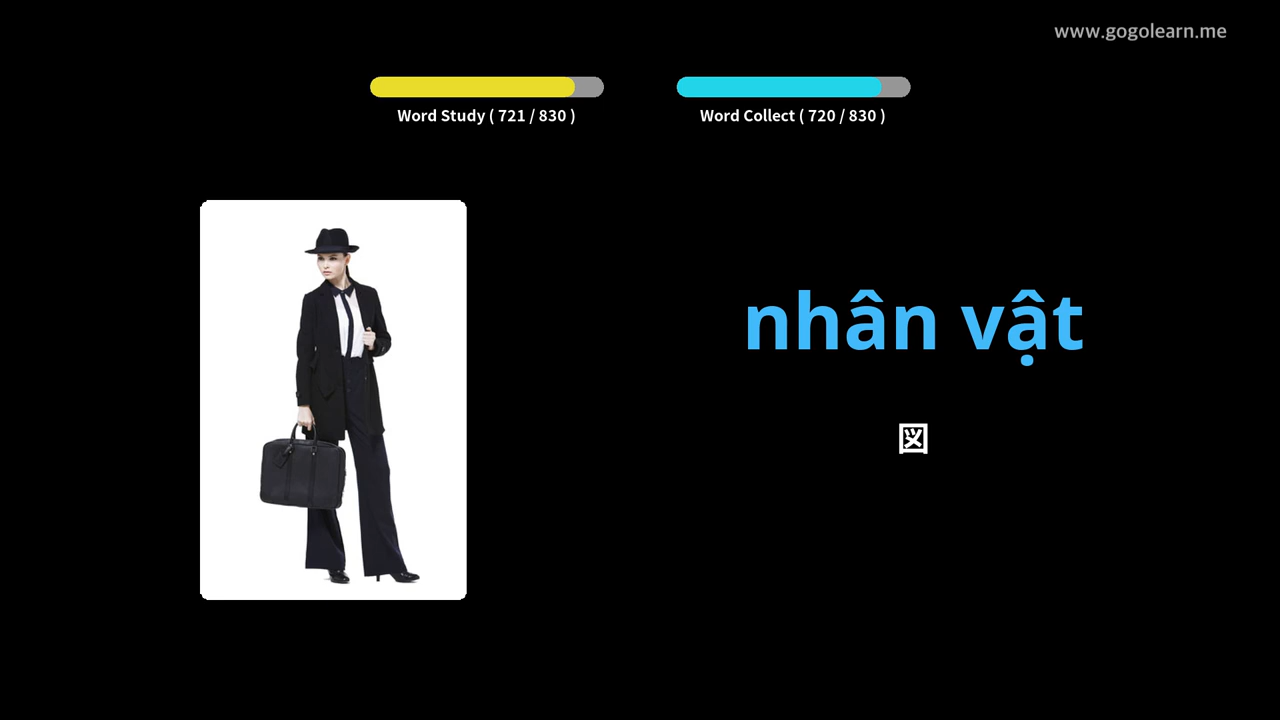 www.gogolearn.me
Word Study ( 721 / 830 )
Word Collect ( 720 / 830 )
nhân vật
図